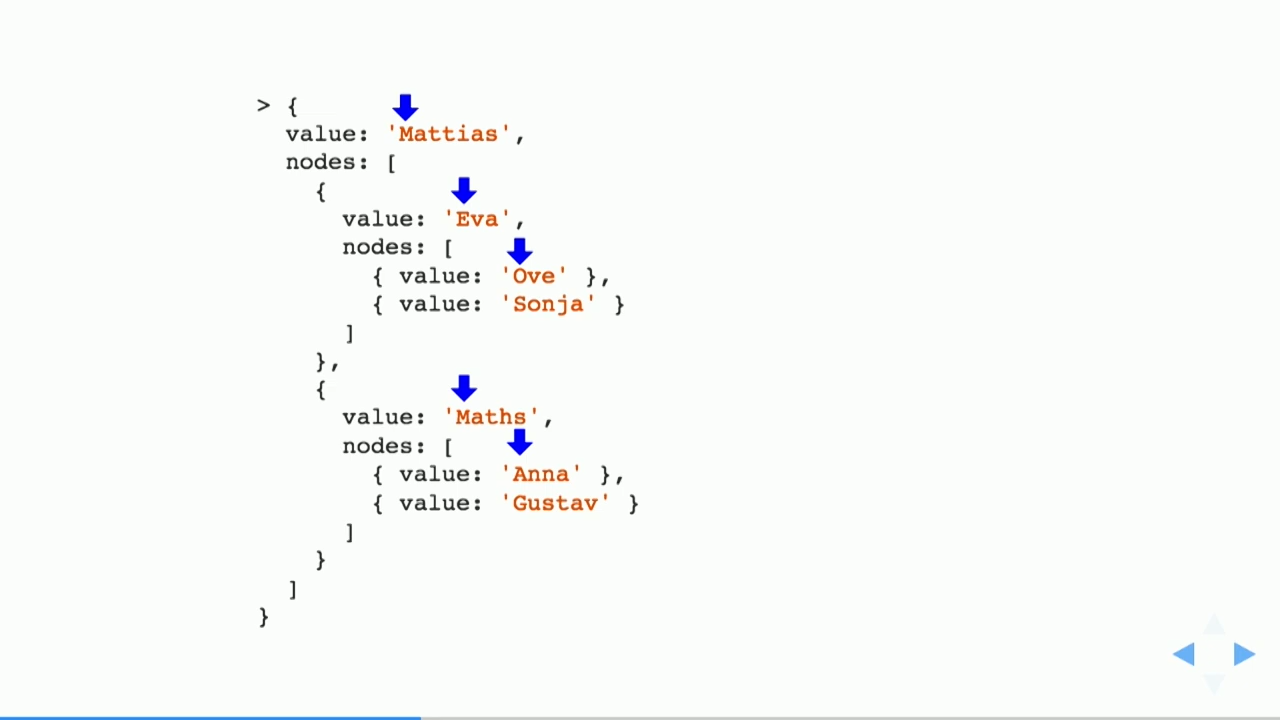 > {
  value: 'Mattias',
  nodes: [
    {
      value: 'Eva',
      nodes: [
        { value: 'Ove' },
        { value: 'Sonja' }
      ]
    },
    {
      value: 'Maths',
      nodes: [
        { value: 'Anna' },
        { value: 'Gustav' }
      ]
    }
  ]
}